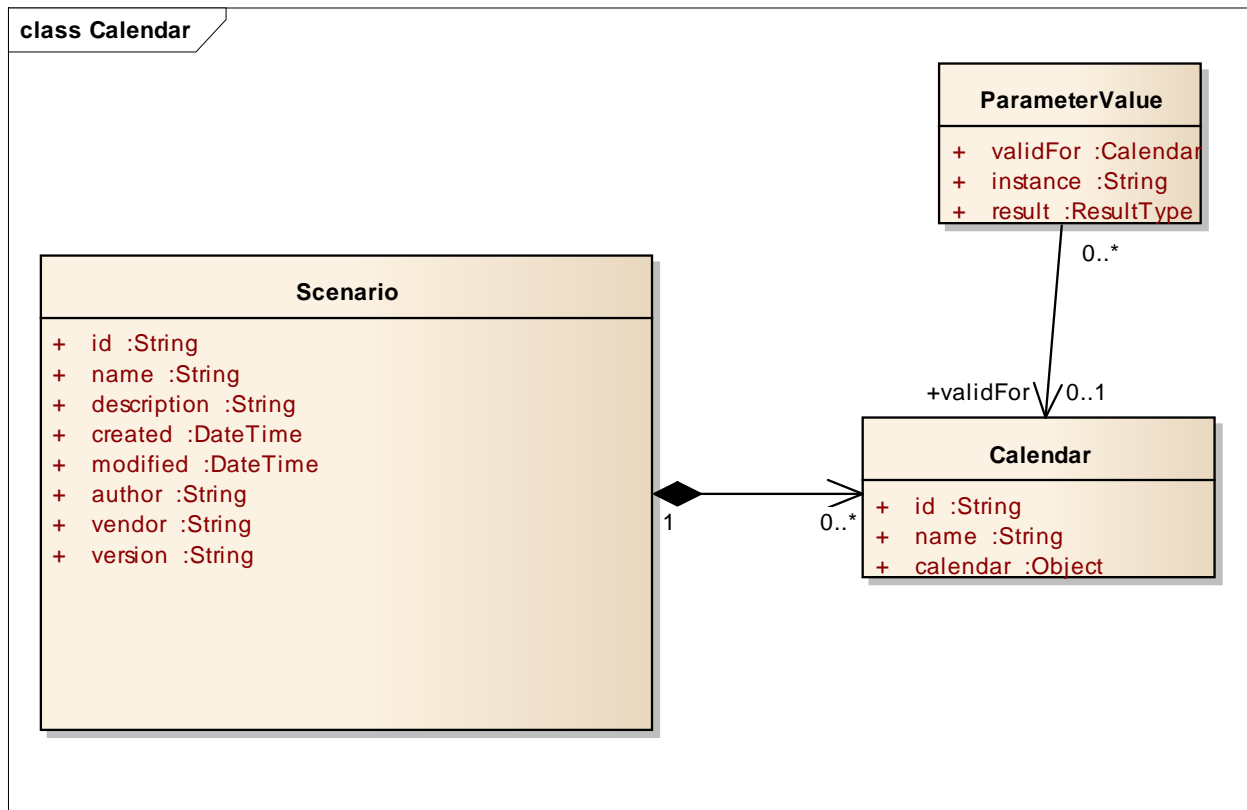 class Calendar
ParameterValue
+ validFor :Calendar
+ instance :String
+ result :ResultType
0..*
Scenario
+ id :String
+ name :String
+ description :String
+ created :DateTime
+ modified :DateTime
+ author :String
+ vendor :String
+ version :String
+validFor 0..1
1 0..*
Calendar
+ id :String
+ name :String
+ calendar :Object